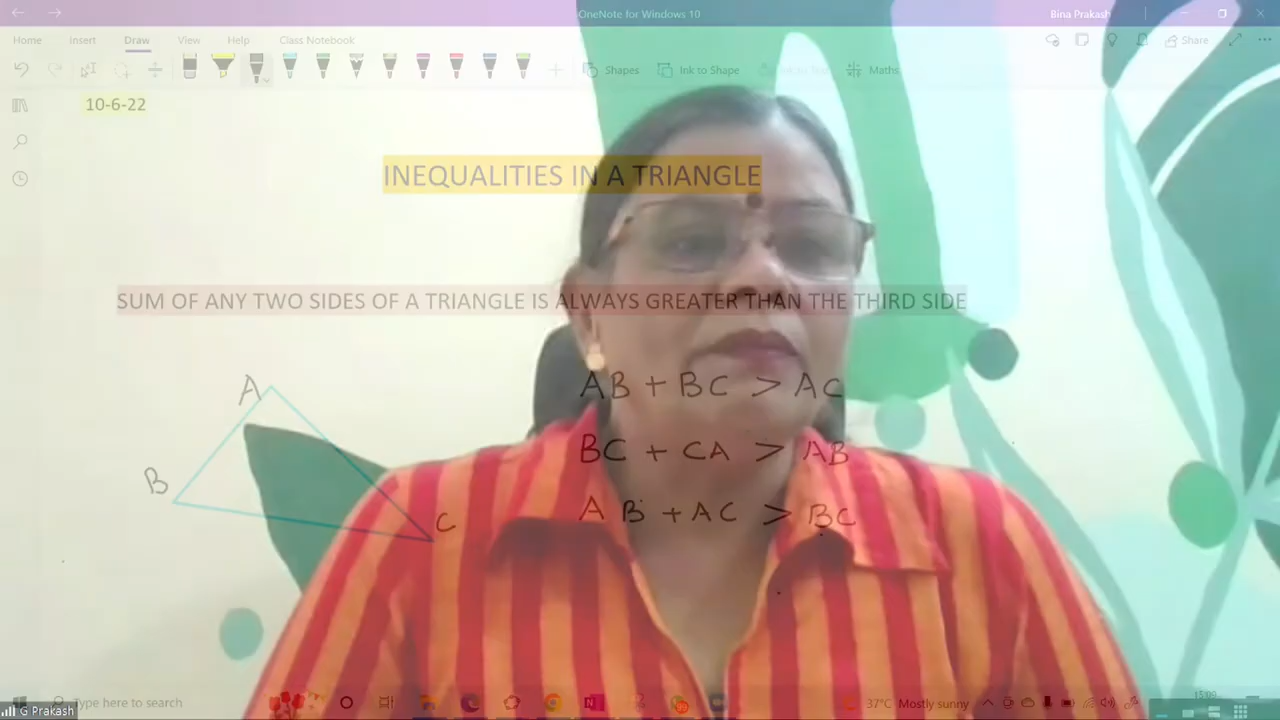 OneNote for Windows 10
Bina Prakash
Home Insert Draw View Help Class Notebook
Share
Shapes Ink to Shape Maths
10-6-22
INEQUALITIES IN A TRIANGLE
SUM OF ANY TWO SIDES OF A TRIANGLE IS ALWAYS GREATER THAN THE THIRD SIDE
A
AB + BC > AC
B
BC + CA > AB
C
AB + AC > BC
Type here to search
37°C Mostly sunny
15:09
G Prakash